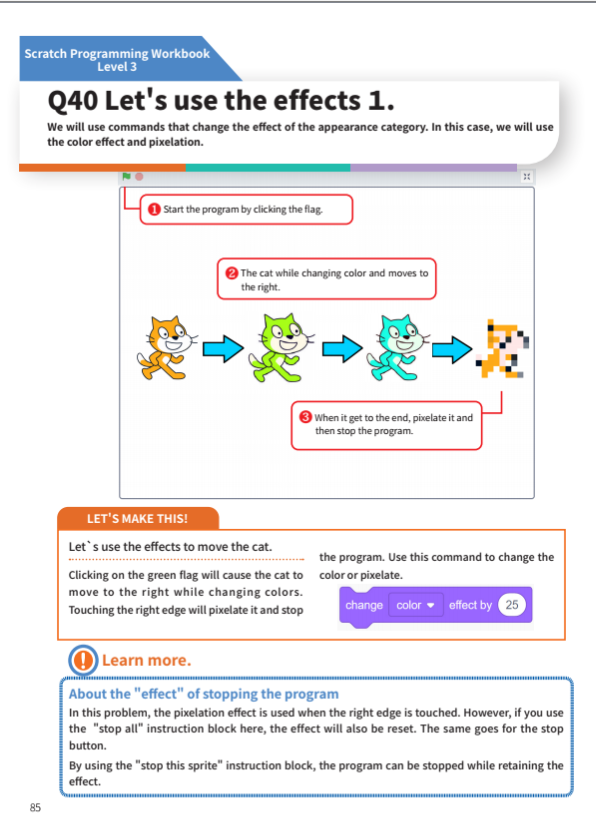 Scratch Programming Workbook
Level 3
Q40 Let's use the effects 1.
We will use commands that change the effect of the appearance category. In this case, we will use
the color effect and pixelation.
1 Start the program by clicking the flag.
2 The cat while changing color and moves to
the right.
3 When it get to the end, pixelate it and
then stop the program.
LET'S MAKE THIS!
Let`s use the effects to move the cat.
Clicking on the green flag will cause the cat to
move to the right while changing colors.
Touching the right edge will pixelate it and stop
the program. Use this command to change the
color or pixelate.
change color effect by 25
Learn more.
About the "effect" of stopping the program
In this problem, the pixelation effect is used when the right edge is touched. However, if you use
the "stop all" instruction block here, the effect will also be reset. The same goes for the stop
button.
By using the "stop this sprite" instruction block, the program can be stopped while retaining the
effect.
85